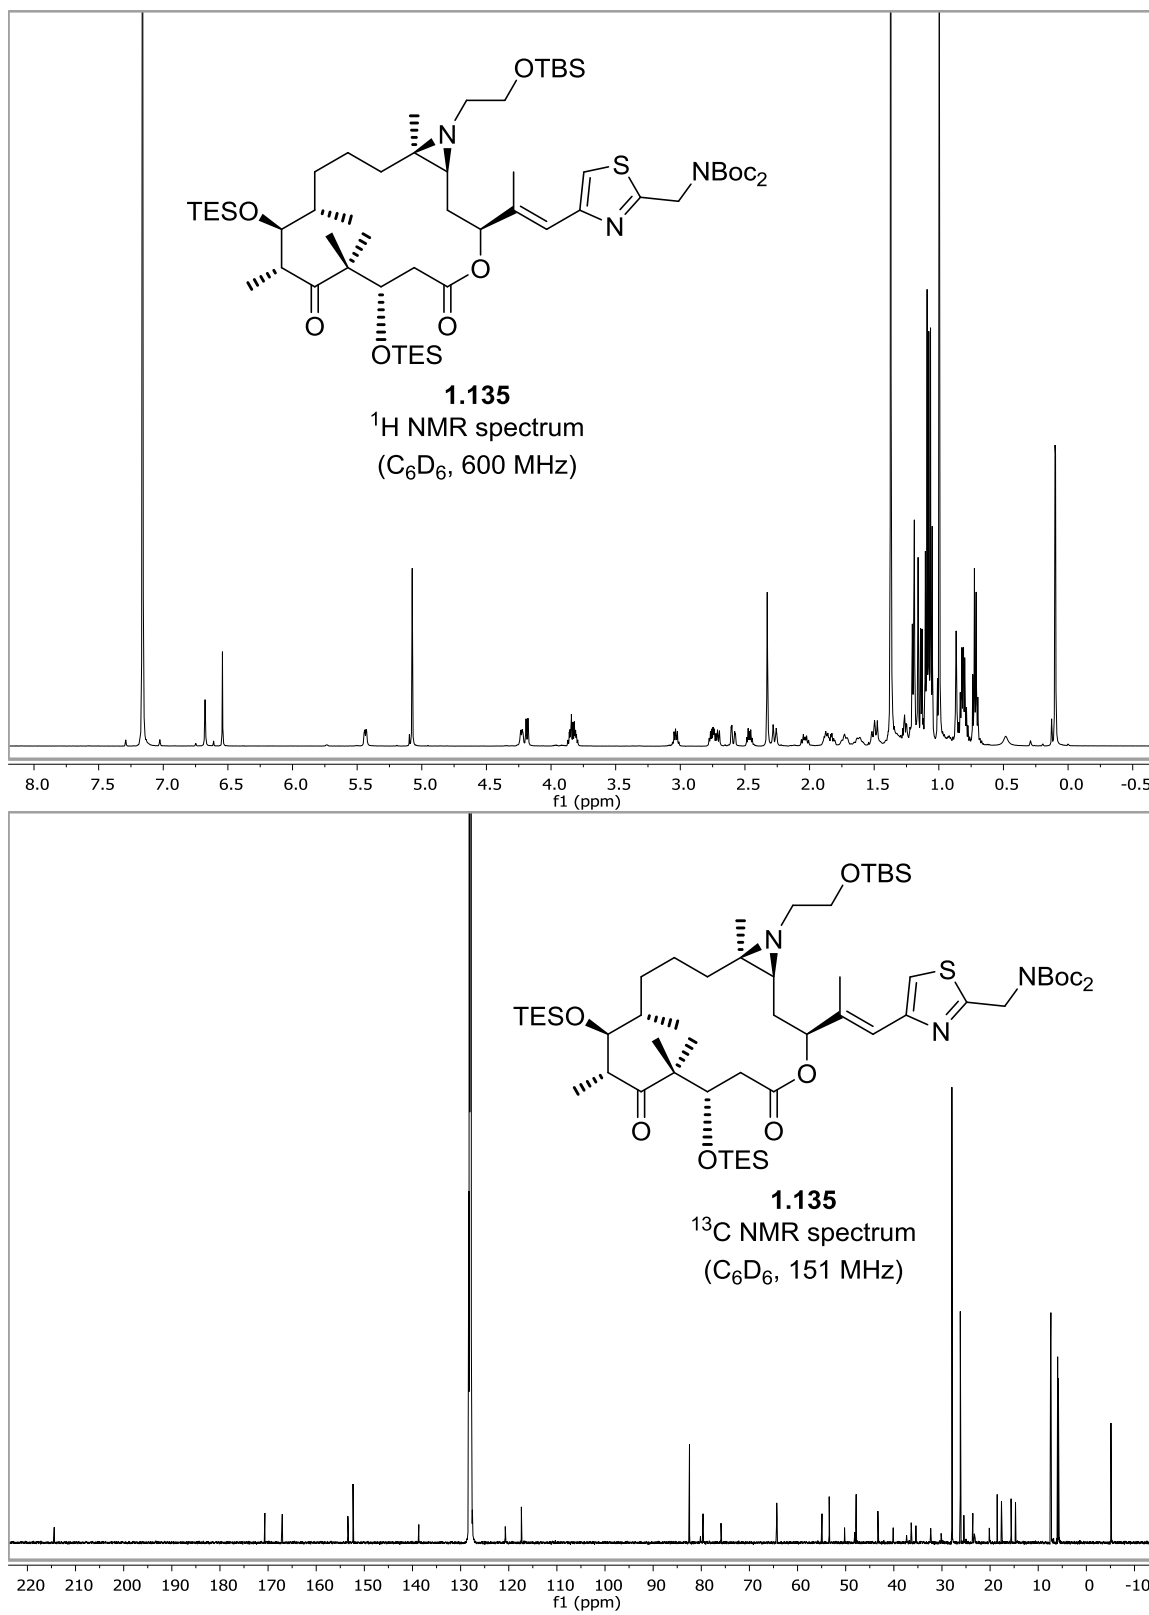 OTBS
N
S
NBoc2
TESO
N
O
O
O
OTES
1.135
1H NMR spectrum
(C6D6, 600 MHz)
8.0 7.5 7.0 6.5 6.0 5.5 5.0 4.5 4.0 3.5 3.0 2.5 2.0 1.5 1.0 0.5 0.0 -0.5
f1 (ppm)
OTBS
N
S
NBoc2
TESO
N
O
O
O
OTES
1.135
13C NMR spectrum
(C6D6, 151 MHz)
220 210 200 190 180 170 160 150 140 130 120 110 100 90 80 70 60 50 40 30 20 10 0 -10
f1 (ppm)